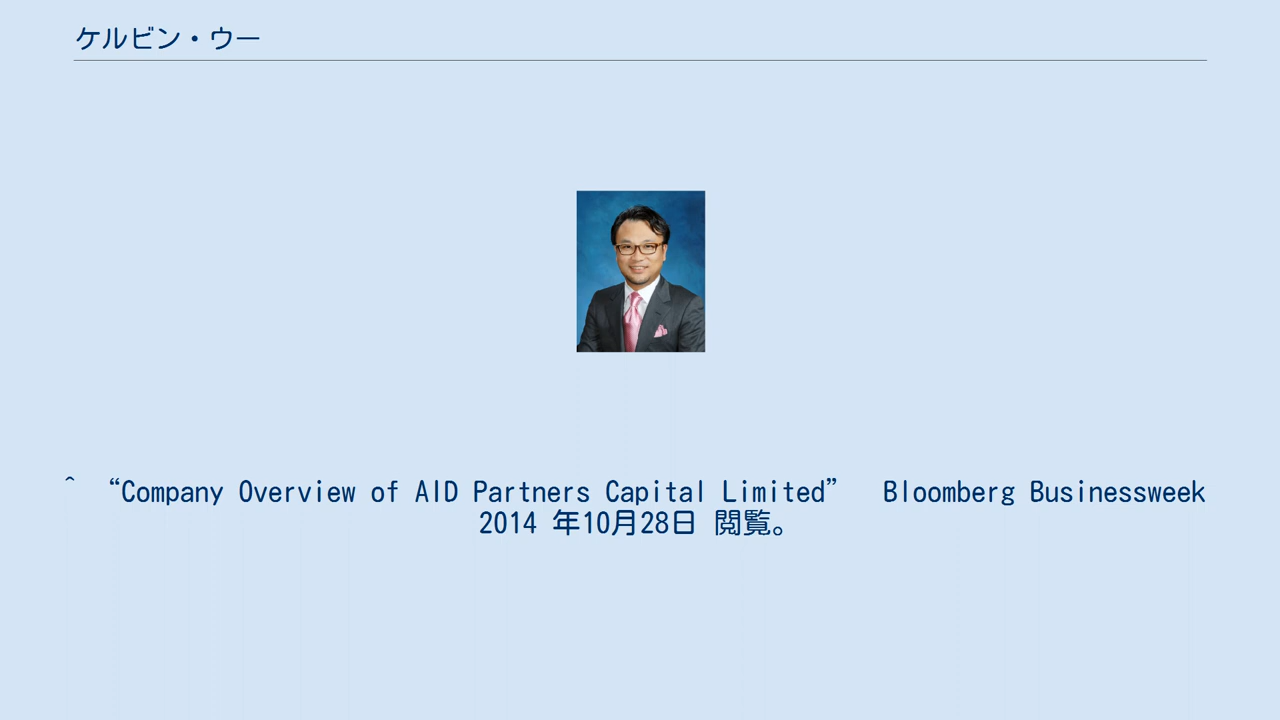 ケルビン・ウー
^ “Company Overview of AID Partners Capital Limited” Bloomberg Businessweek
2014 年10月28日 閲覧。